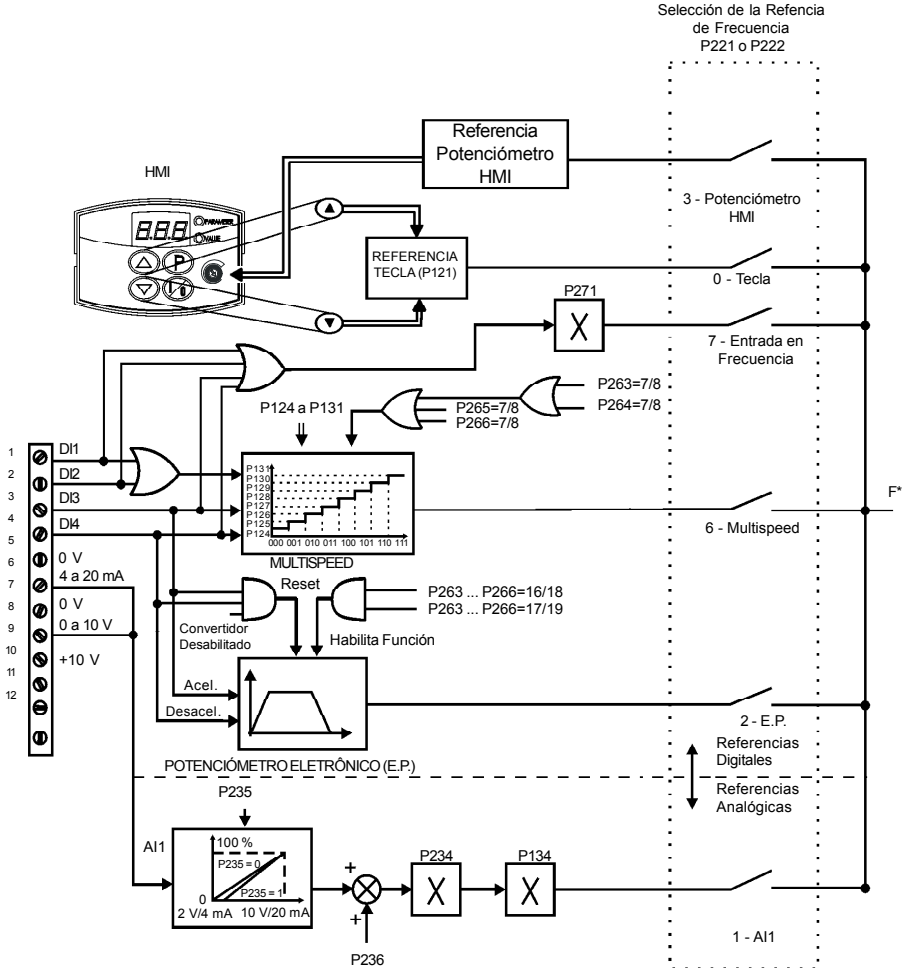 Selección de la Refencia
de Frecuencia
P221 o P222
Referencia
Potenciómetro
HMI
HMI
3 - Potenciómetro
HMI
8.8.8
PARAMETER
VALUE
P
I/0
REFERENCIA
TECLA (P121)
0 - Tecla
P271
X
7 - Entrada en
Frecuencia
P124 a P131
P263=7/8
P264=7/8
P265=7/8
P266=7/8
1
2
3
4
5
6
7
8
9
10
11
12
DI1
DI2
DI3
DI4
0 V
4 a 20 mA
0 V
0 a 10 V
+10 V
P131
P130
P129
P128
P127
P126
P125
P124
000 001 010 011 100 101 110 111
MULTISPEED
6 - Multispeed
F*
Reset
P263 ... P266=16/18
P263 ... P266=17/19
Convertidor
Desabilitado
Habilita Función
Acel.
Desacel.
2 - E.P.
POTENCIÓMETRO ELETRÔNICO (E.P.)
Referencias
Digitales
Referencias
Analógicas
P235
AI1
100 %
P235 = 0
P235 = 1
0
2 V/4 mA 10 V/20 mA
+
+
P236
P234
X
P134
X
1 - AI1